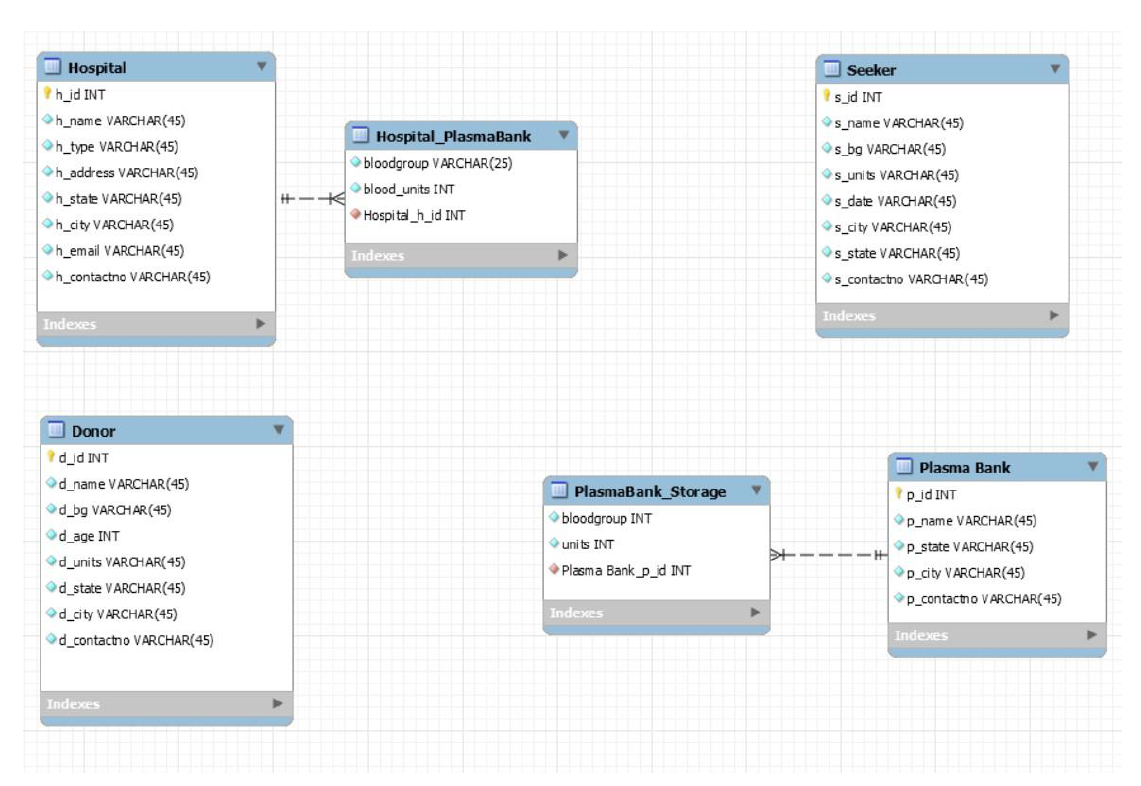 Hospital
h_id INT
h_name VARCHAR(45)
h_type VARCHAR(45)
h_address VARCHAR(45)
h_state VARCHAR(45)
h_city VARCHAR(45)
h_email VARCHAR(45)
h_contactno VARCHAR(45)
Indexes
Hospital_PlasmaBank
bloodgroup VARCHAR(25)
blood_units INT
Hospital_h_id INT
Indexes
Seeker
s_id INT
s_name VARCHAR(45)
s_bg VARCHAR(45)
s_units VARCHAR(45)
s_date VARCHAR(45)
s_city VARCHAR(45)
s_state VARCHAR(45)
s_contactno VARCHAR(45)
Indexes
Donor
d_id INT
d_name VARCHAR(45)
d_bg VARCHAR(45)
d_age INT
d_units VARCHAR(45)
d_state VARCHAR(45)
d_city VARCHAR(45)
d_contactno VARCHAR(45)
Indexes
PlasmaBank_Storage
bloodgroup INT
units INT
Plasma Bank_p_id INT
Indexes
Plasma Bank
p_id INT
p_name VARCHAR(45)
p_state VARCHAR(45)
p_city VARCHAR(45)
p_contactno VARCHAR(45)
Indexes